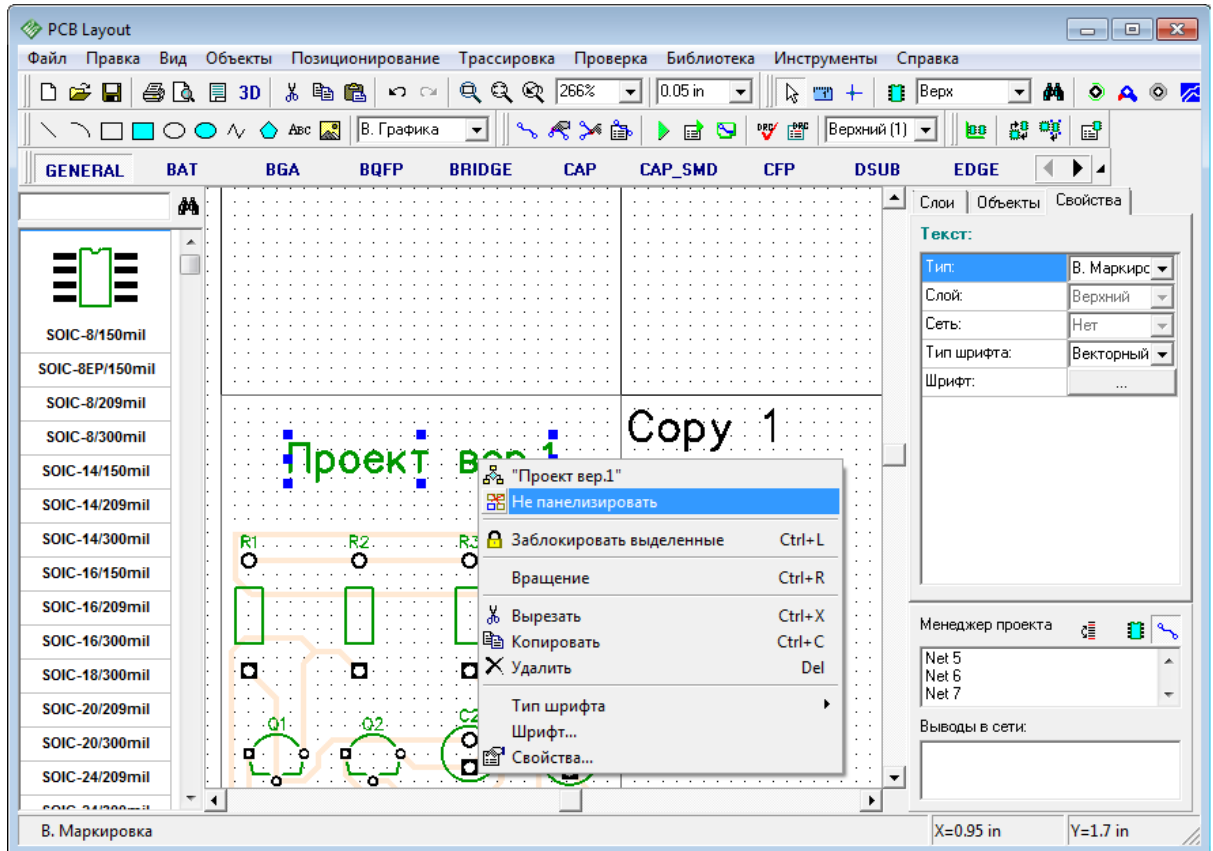 PCB Layout
Файл Правка Вид Объекты Позиционирование Трассировка Проверка Библиотека Инструменты Справка
3D 266% 0.05 in Верх
Abc В. Графика DRC DRC Верхний (1)
GENERAL BAT BGA BQFP BRIDGE CAP CAP_SMD CFP DSUB EDGE
SOIC-8/150mil
SOIC-8EP/150mil
SOIC-8/209mil
SOIC-8/300mil
SOIC-14/150mil
SOIC-14/209mil
SOIC-14/300mil
SOIC-16/150mil
SOIC-16/209mil
SOIC-16/300mil
SOIC-18/300mil
SOIC-20/209mil
SOIC-20/300mil
SOIC-24/209mil
Проект вер.1
Copy 1
R1 R2 R3
Q1 Q2 C2
"Проект вер.1"
Не панелизировать
Заблокировать выделенные Ctrl+L
Вращение Ctrl+R
Вырезать Ctrl+X
Копировать Ctrl+C
Удалить Del
Тип шрифта
Шрифт...
Свойства...
Слои Объекты Свойства
Текст:
Тип: В. Маркирс
Слой: Верхний
Сеть: Нет
Тип шрифта: Векторный
Шрифт: ...
Менеджер проекта
Net 5
Net 6
Net 7
Выводы в сети:
В. Маркировка X=0.95 in Y=1.7 in